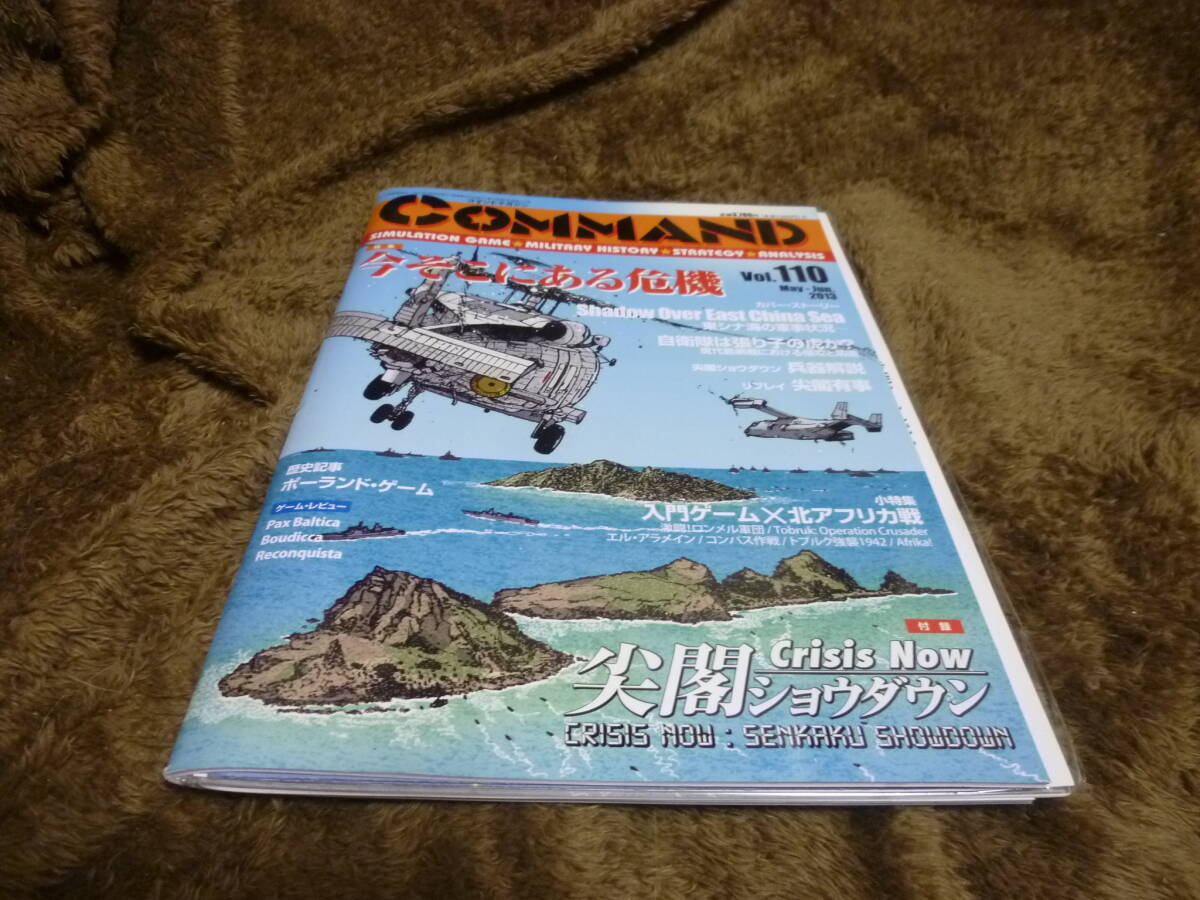 コマンドマガジン
COMMAND
SIMULATION GAME★MILITARY HISTORY★STRATEGY★ANALYSIS
今そこにある危機
Vol.110
May - Jun.
2013
カバー・ストーリー
Shadow Over East China Sea
東シナ海の軍事状況
自衛隊は張り子の虎か?
尖閣ショウダウン 兵器解説
リプレイ 尖閣有事
歴史記事
ポーランド・ゲーム
ゲーム・レビュー
Pax Baltica
Boudicca
Reconquista
小特集
入門ゲーム×北アフリカ戦
激闘!ロンメル軍団 / Tobruk: Operation Crusader
エル・アラメイン / コンパス作戦 / トブルク強襲1942 / Afrika!
付録
尖閣 Crisis Now
ショウダウン
CRISIS NOW : SENKAKU SHOWDOWN